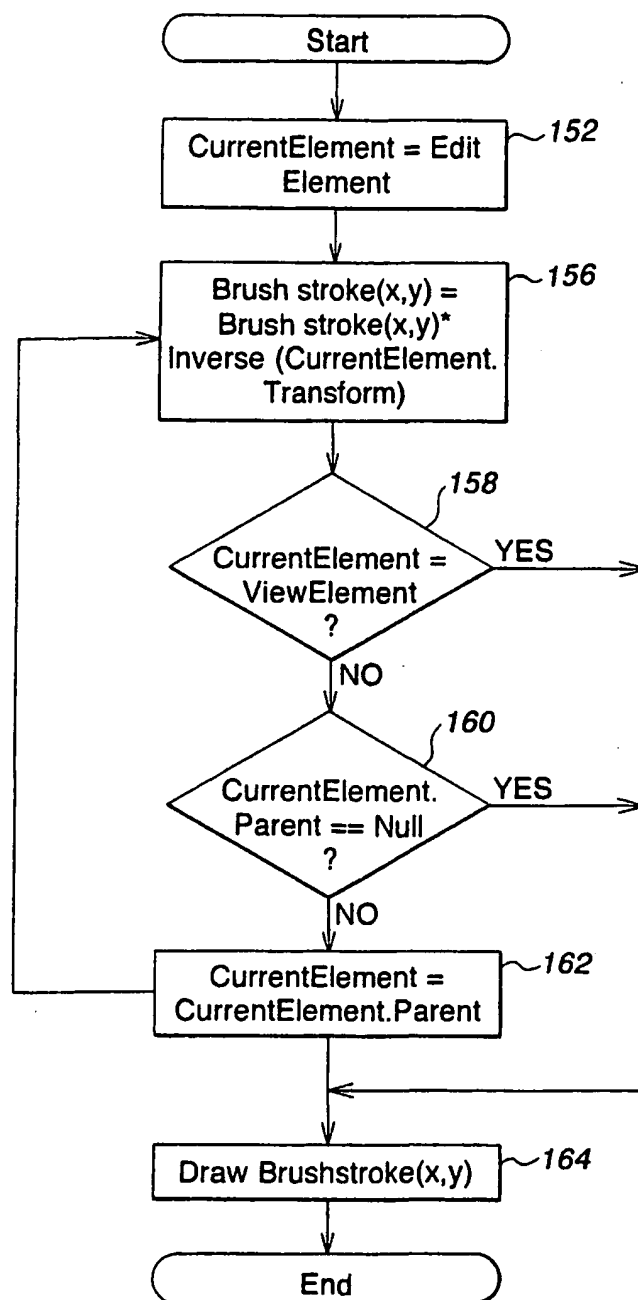 Start
152
CurrentElement = Edit
Element
156
Brush stroke(x,y) =
Brush stroke(x,y)*
Inverse (CurrentElement.
Transform)
158
CurrentElement =
ViewElement
?
YES
NO
160
CurrentElement.
Parent == Null
?
YES
NO
162
CurrentElement =
CurrentElement.Parent
164
Draw Brushstroke(x,y)
End